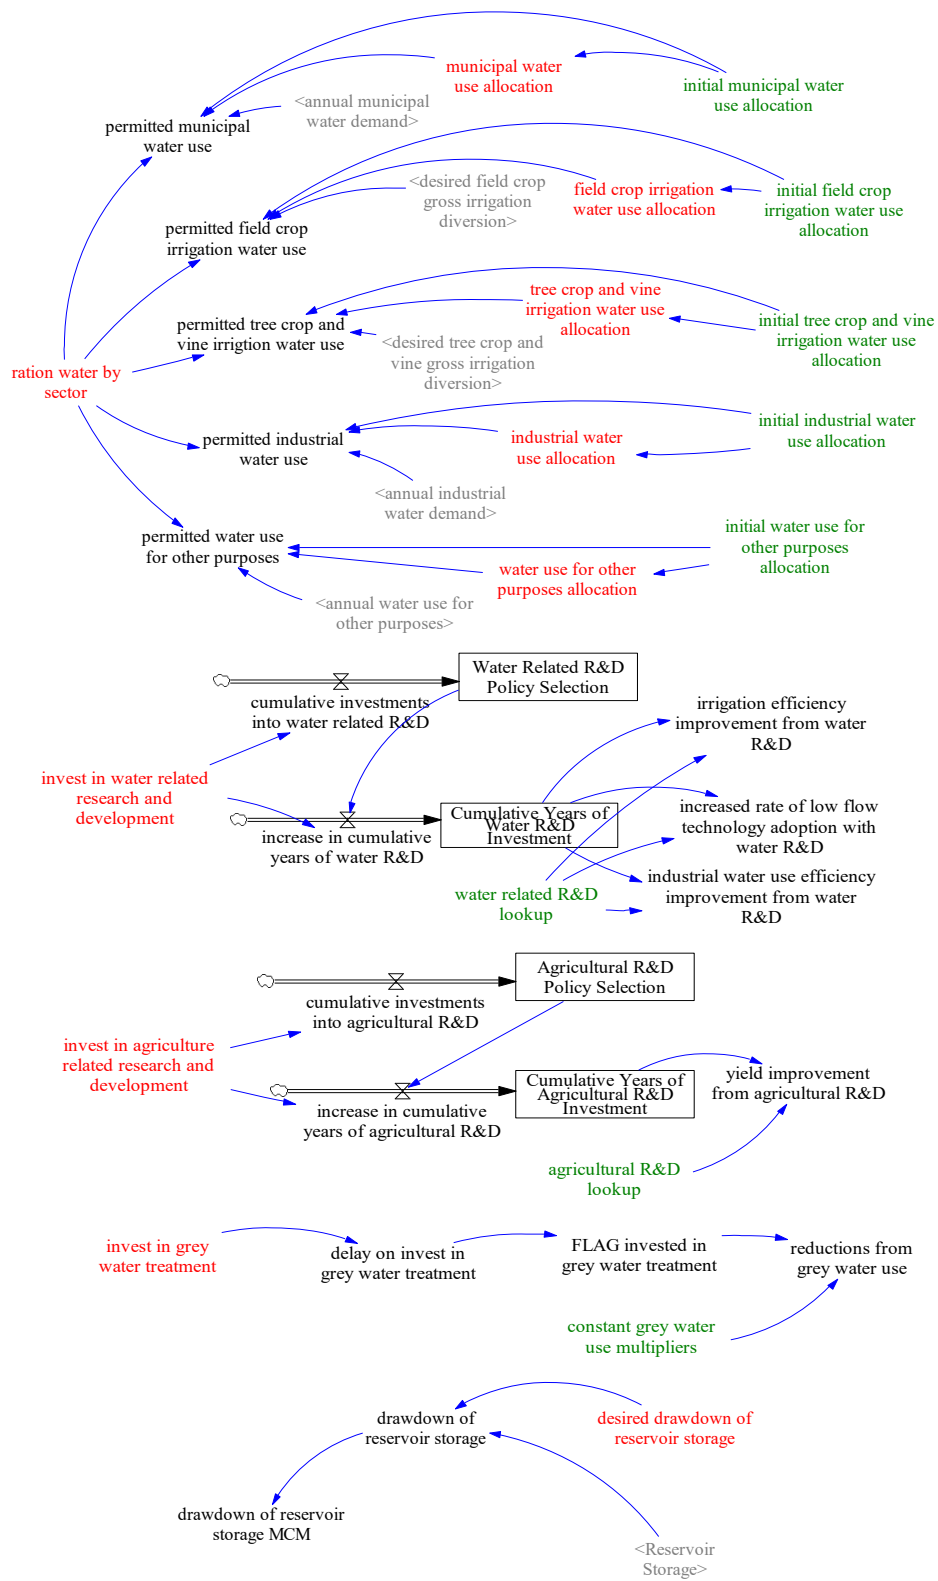 municipal water
use allocation
initial municipal water
use allocation
<annual municipal
water demand>
permitted municipal
water use
<desired field crop
gross irrigation
diversion>
field crop irrigation
water use allocation
initial field crop
irrigation water use
allocation
permitted field crop
irrigation water use
tree crop and vine
irrigation water use
allocation
initial tree crop and vine
irrigation water use
allocation
permitted tree crop and
vine irrigtion water use
<desired tree crop and
vine gross irrigation
diversion>
ration water by
sector
initial industrial water
use allocation
permitted industrial
water use
industrial water
use allocation
<annual industrial
water demand>
initial water use for
other purposes
allocation
permitted water use
for other purposes
water use for other
purposes allocation
<annual water use for
other purposes>
Water Related R&D
Policy Selection
cumulative investments
into water related R&D
irrigation efficiency
improvement from water
R&D
invest in water related
research and
development
Cumulative Years of
Water R&D
Investment
increase in cumulative
years of water R&D
increased rate of low flow
technology adoption with
water R&D
water related R&D
lookup
industrial water use efficiency
improvement from water
R&D
Agricultural R&D
Policy Selection
cumulative investments
into agricultural R&D
invest in agriculture
related research and
development
Cumulative Years of
Agricultural R&D
Investment
increase in cumulative
years of agricultural R&D
yield improvement
from agricultural R&D
agricultural R&D
lookup
invest in grey
water treatment
delay on invest in
grey water treatment
FLAG invested in
grey water treatment
reductions from
grey water use
constant grey water
use multipliers
drawdown of
reservoir storage
desired drawdown of
reservoir storage
drawdown of reservoir
storage MCM
<Reservoir
Storage>